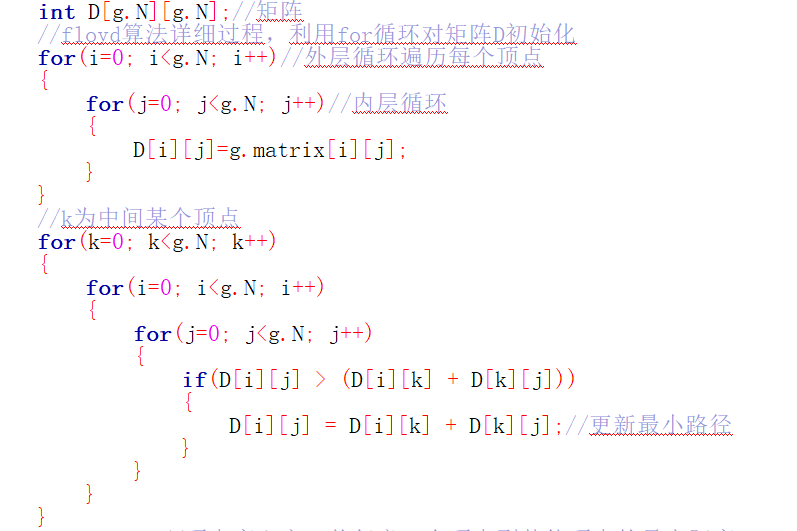 int D[g.N][g.N];//矩阵
//floyd算法详细过程，利用for循环对矩阵D初始化
for(i=0; i<g.N; i++)//外层循环遍历每个顶点
{
for(j=0; j<g.N; j++)//内层循环
{
D[i][j]=g.matrix[i][j];
}
}
//k为中间某个顶点
for(k=0; k<g.N; k++)
{
for(i=0; i<g.N; i++)
{
for(j=0; j<g.N; j++)
{
if(D[i][j] > (D[i][k] + D[k][j]))
{
D[i][j] = D[i][k] + D[k][j];//更新最小路径
}
}
}
}